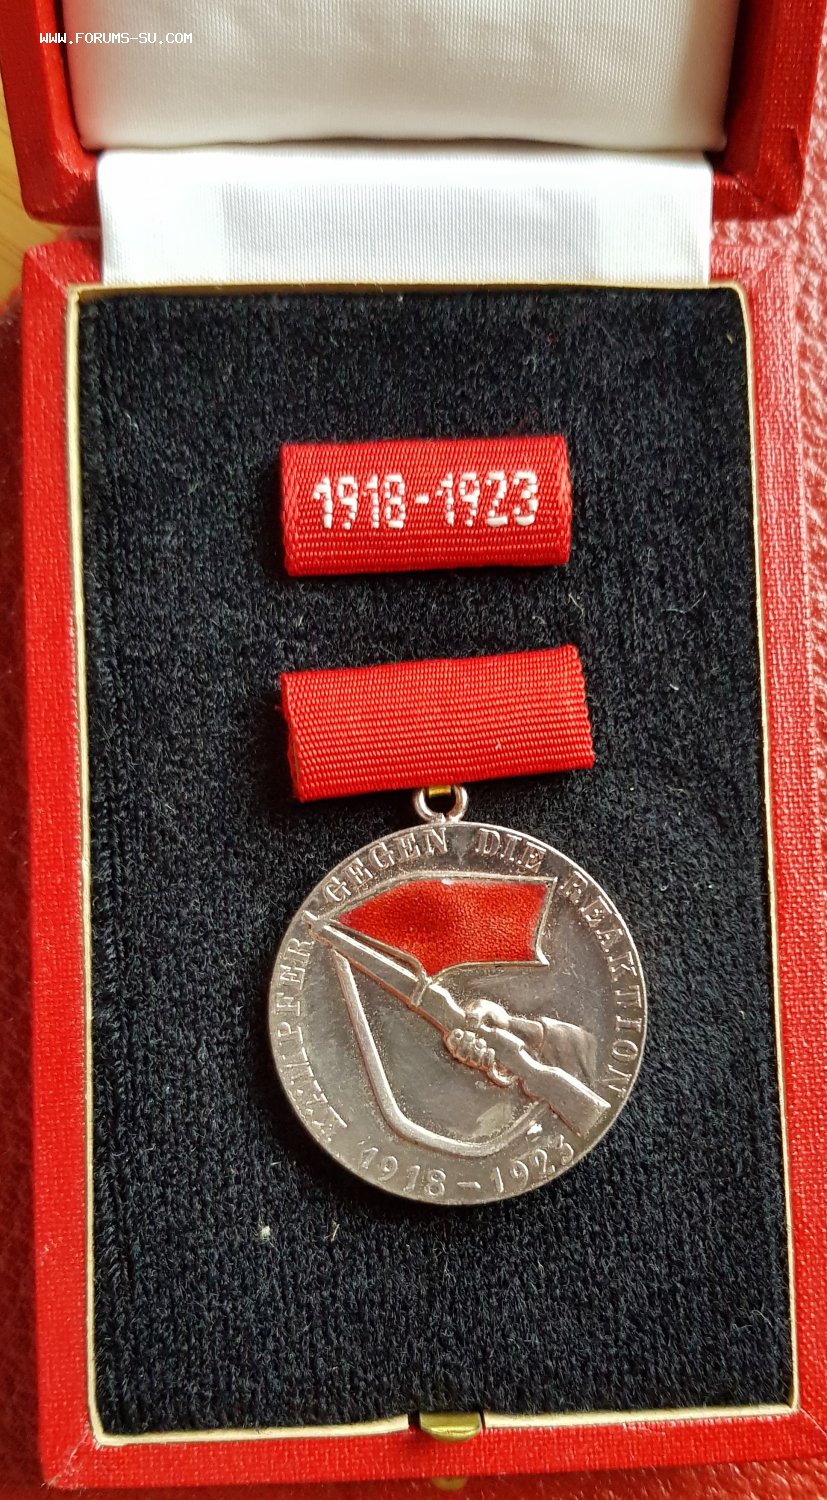 WWW.FORUMS-SU.COM
1918-1923
KÄMPFER GEGEN DIE REAKTION
1918-1923